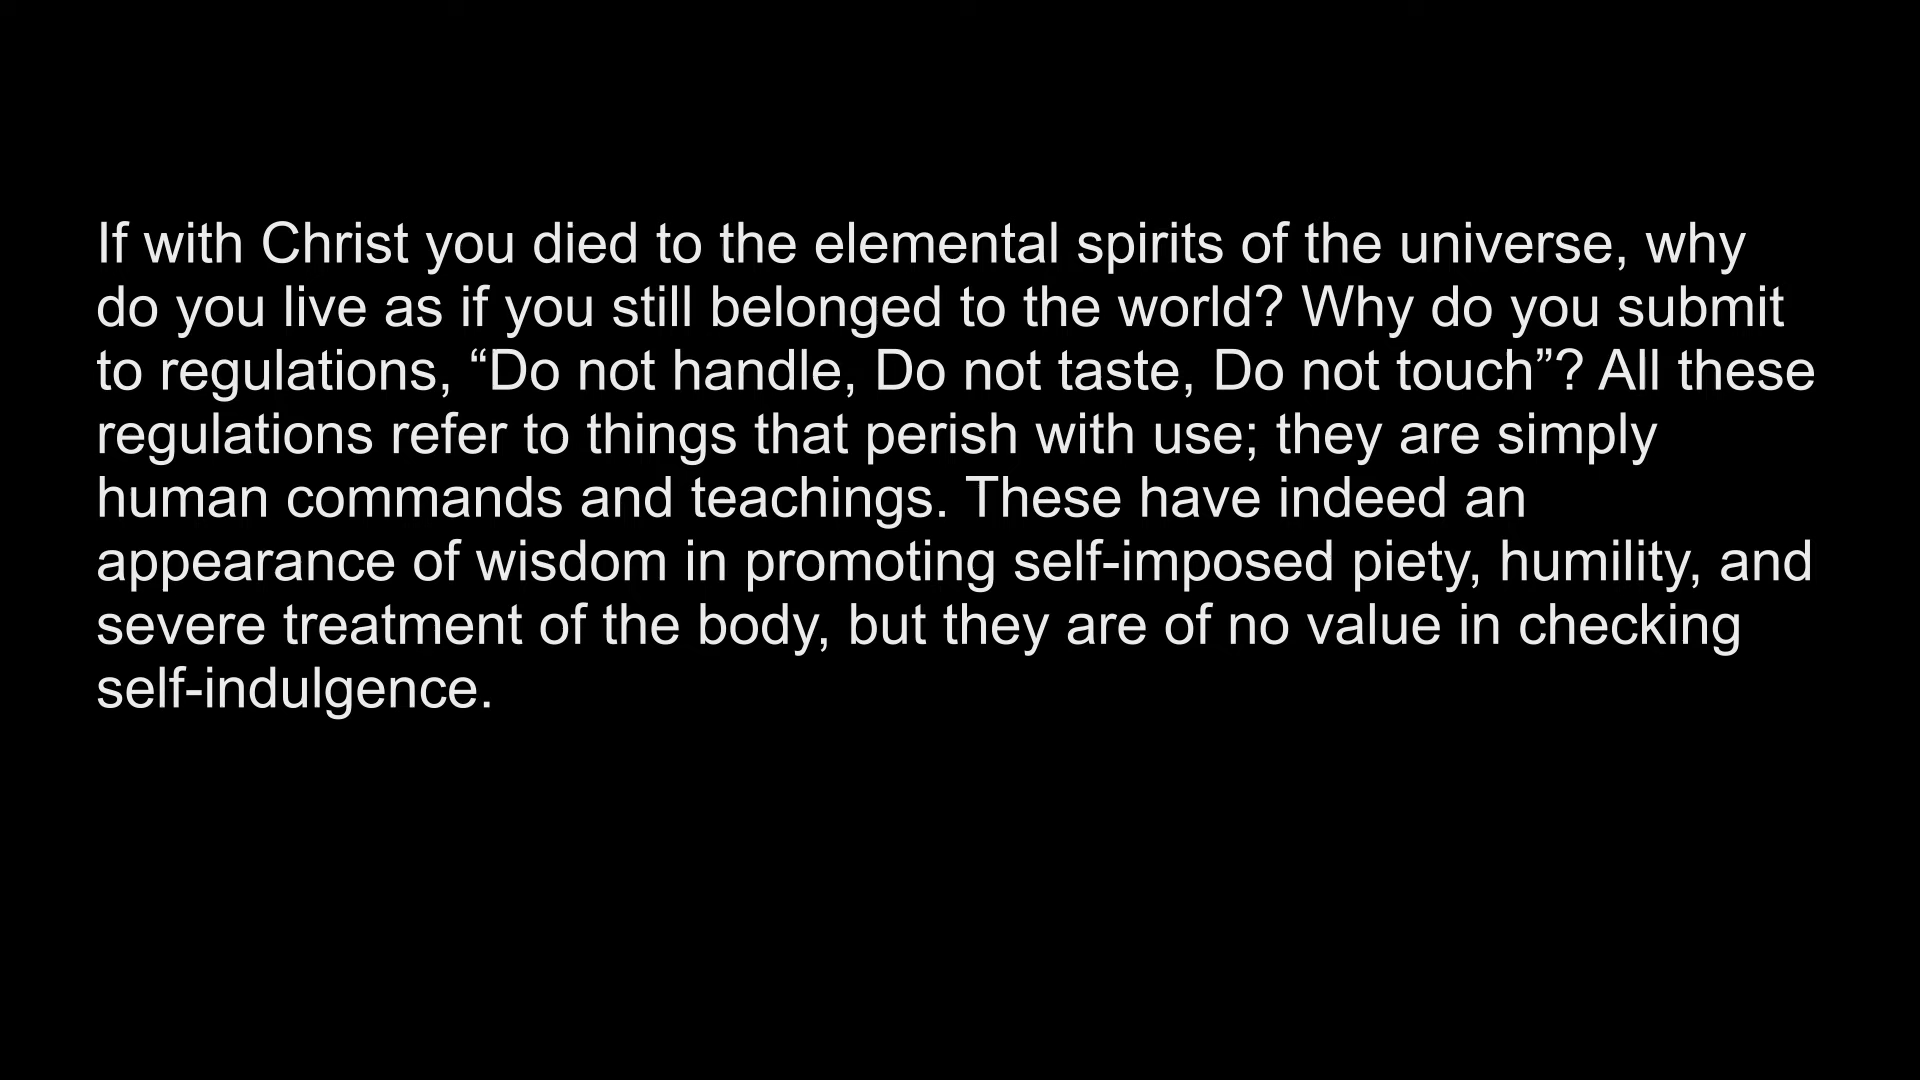 If with Christ you died to the elemental spirits of the universe, why
do you live as if you still belonged to the world? Why do you submit
to regulations, “Do not handle, Do not taste, Do not touch”? All these
regulations refer to things that perish with use; they are simply
human commands and teachings. These have indeed an
appearance of wisdom in promoting self-imposed piety, humility, and
severe treatment of the body, but they are of no value in checking
self-indulgence.